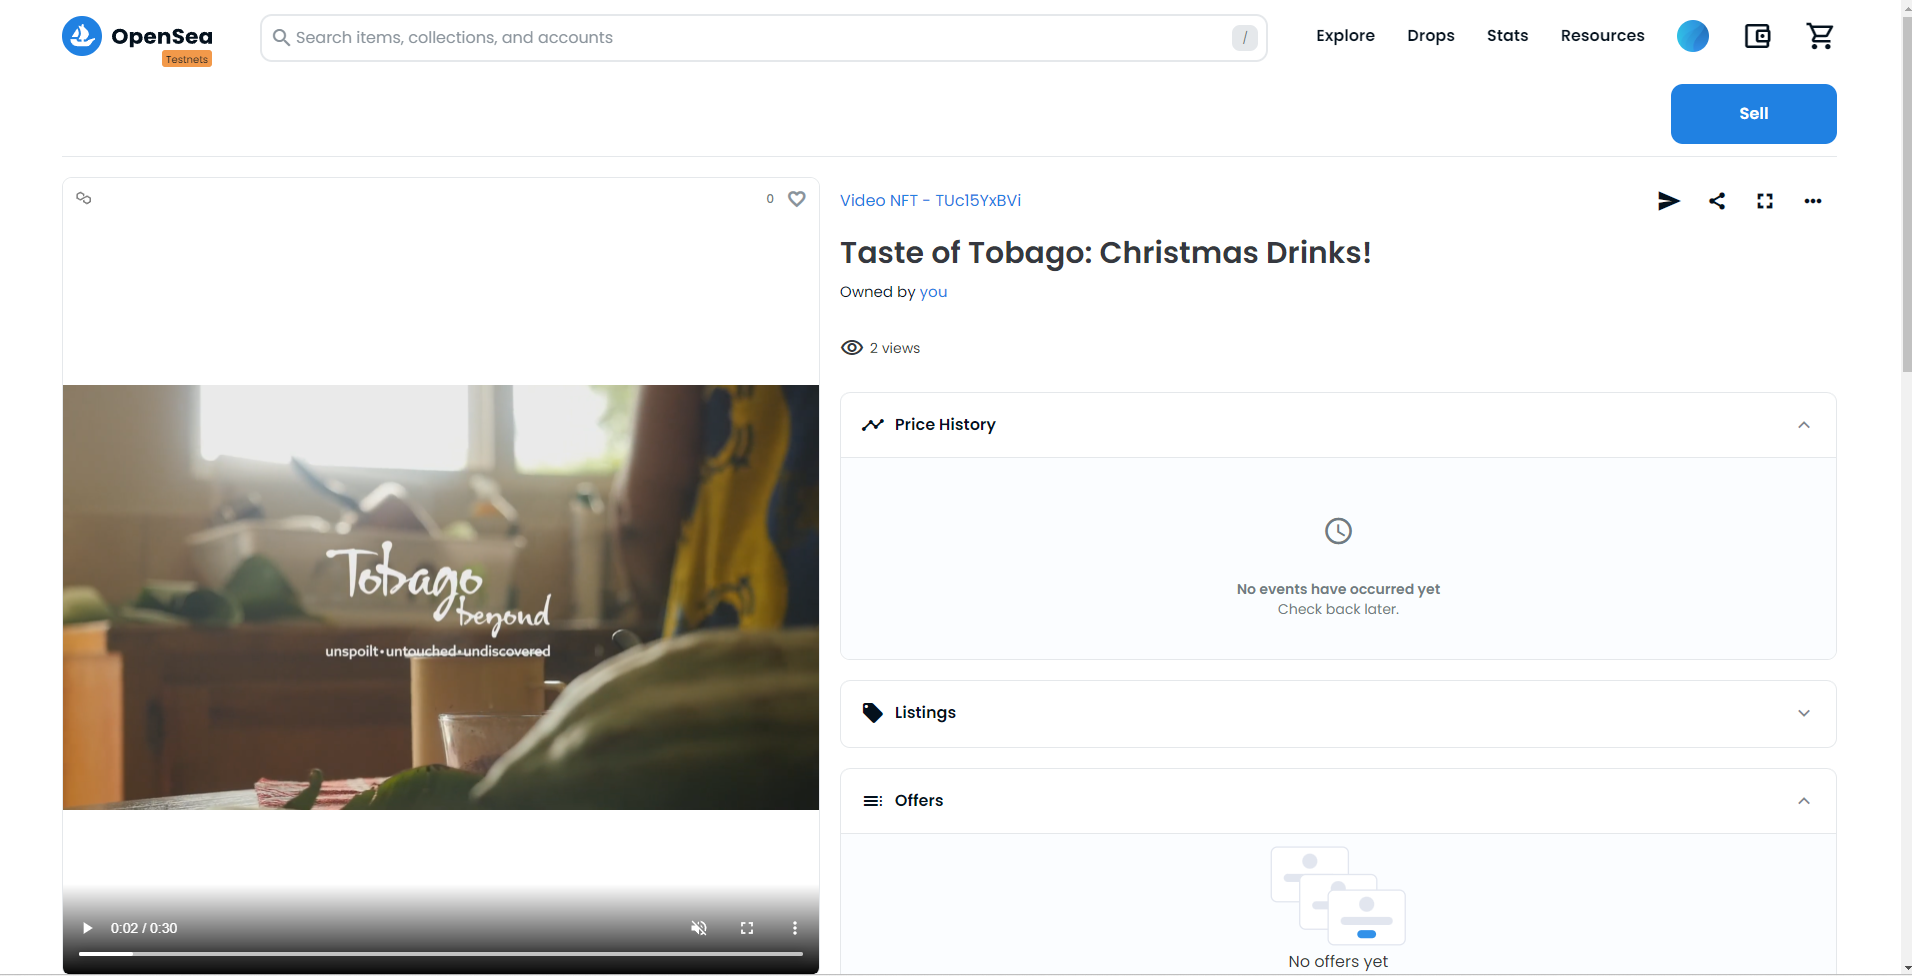 OpenSea
Testnets
Search items, collections, and accounts
/
Explore
Drops
Stats
Resources
Sell
0
Video NFT - TUc15YxBVi
Taste of Tobago: Christmas Drinks!
Owned by you
2 views
Tobago
beyond
unspoilt•untouched•undiscovered
0:02 / 0:30
Price History
No events have occurred yet
Check back later.
Listings
Offers
No offers yet